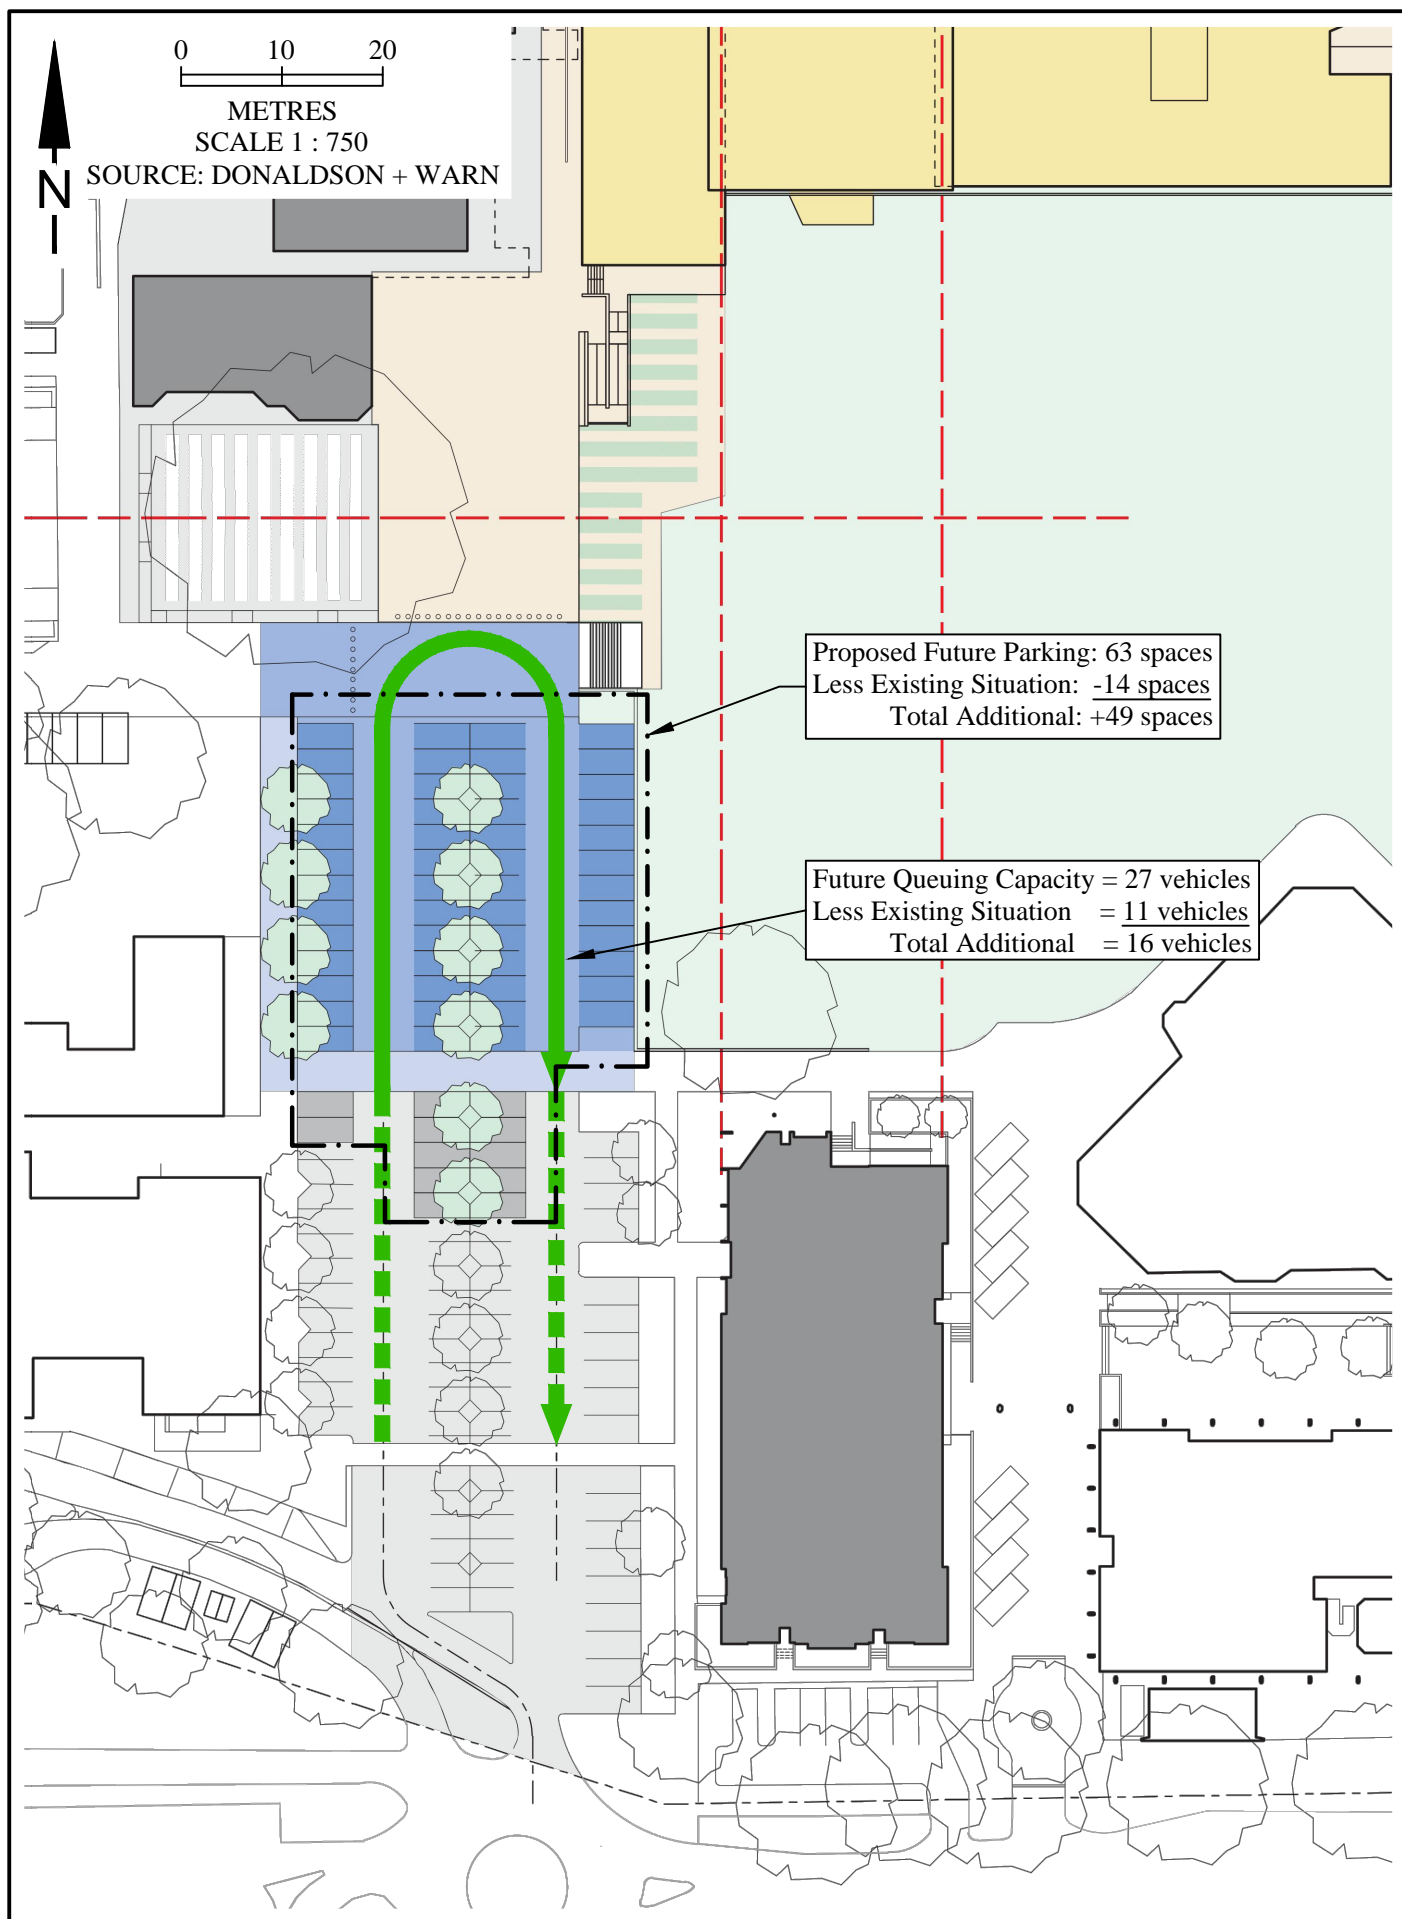 0 10 20
METRES
SCALE 1 : 750
SOURCE: DONALDSON + WARN
N
Proposed Future Parking: 63 spaces
Less Existing Situation: -14 spaces
Total Additional: +49 spaces
Future Queuing Capacity = 27 vehicles
Less Existing Situation = 11 vehicles
Total Additional = 16 vehicles